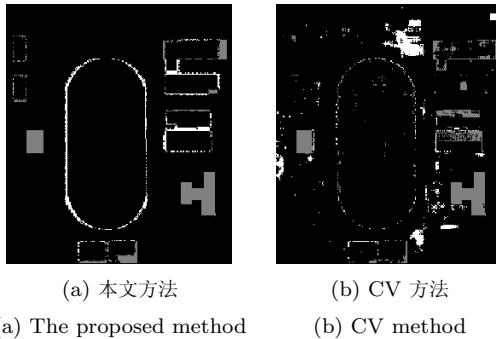 (a) 本文方法
(b) CV 方法
a) The proposed method
(b) CV method